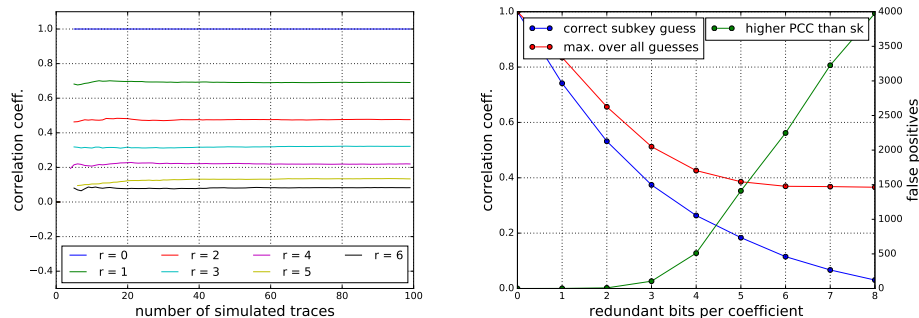 correlation coeff.
1.0
0.8
0.6
0.4
0.2
0.0
−0.2
−0.4
r = 0
r = 2
r = 4
r = 6
r = 1
r = 3
r = 5
0
20
40
60
80
100
number of simulated traces
correlation coeff.
1.0
0.8
0.6
0.4
0.2
0.0
correct subkey guess
max. over all guesses
higher PCC than sk
4000
3500
3000
2500
2000
1500
1000
500
0
false positives
0
1
2
3
4
5
6
7
8
redundant bits per coefficient